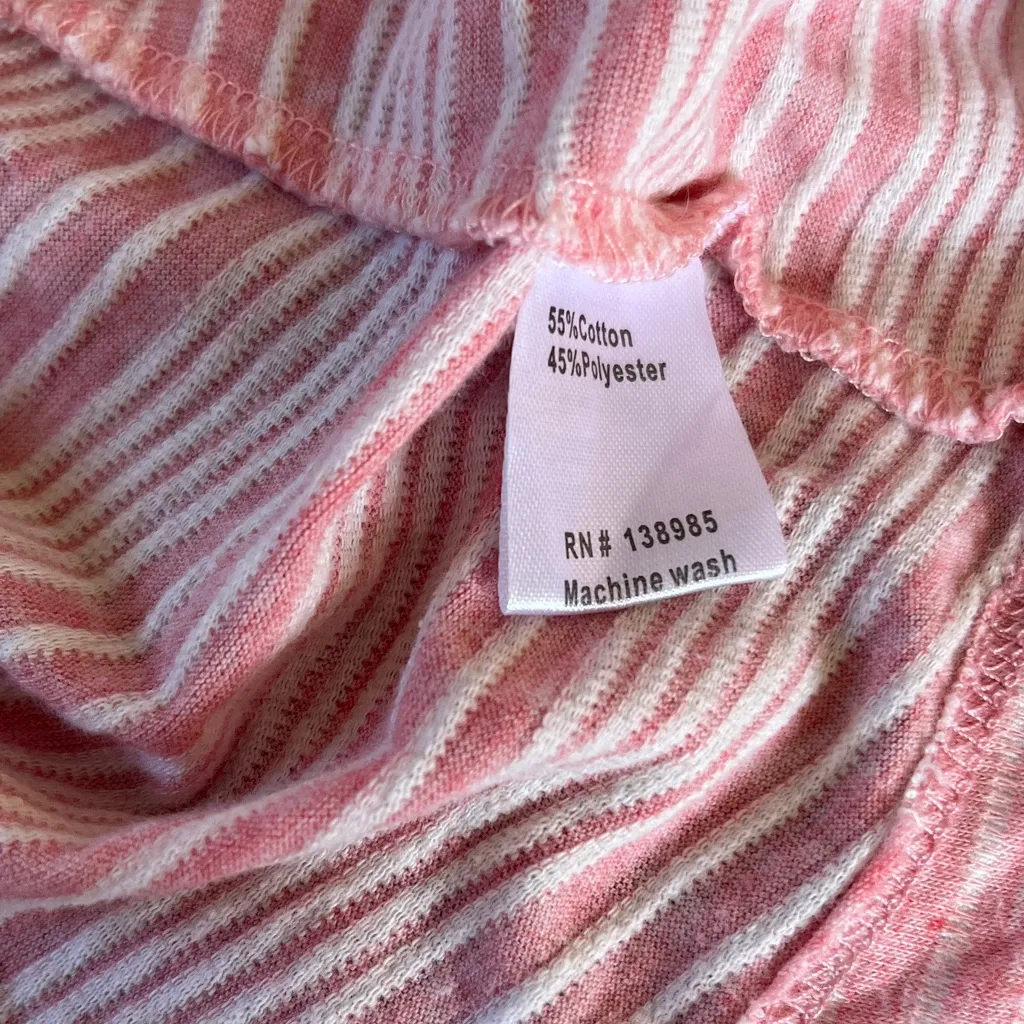 55%Cotton
45%Polyester
RN# 138985
Machine wash